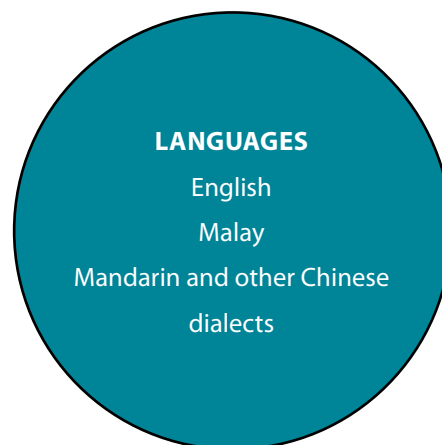 LANGUAGES
English
Malay
Mandarin and other Chinese
dialects